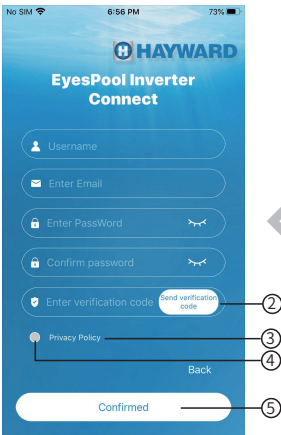 No SIM 6:56 PM 73%
HAYWARD
EyesPool Inverter
Connect
Username
Enter Email
Enter PassWord
Confirm password
Enter verification code Send verification
code ②
Privacy Policy ③
④
Back
Confirmed ⑤